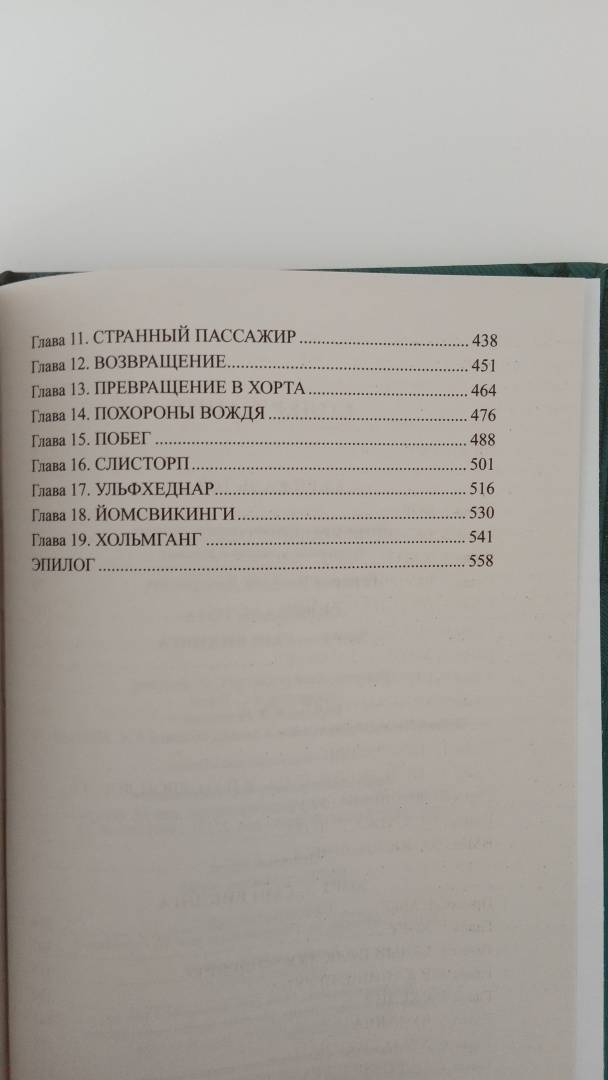 Глава 11. СТРАННЫЙ ПАССАЖИР 438
Глава 12. ВОЗВРАЩЕНИЕ 451
Глава 13. ПРЕВРАЩЕНИЕ В ХОРТА 464
Глава 14. ПОХОРОНЫ ВОЖДЯ 476
Глава 15. ПОБЕГ 488
Глава 16. СЛИСТОРП 501
Глава 17. УЛЬФХЕДНАР 516
Глава 18. ЙОМСВИКИНГИ 530
Глава 19. ХОЛЬМГАНГ 541
ЭПИЛОГ 558